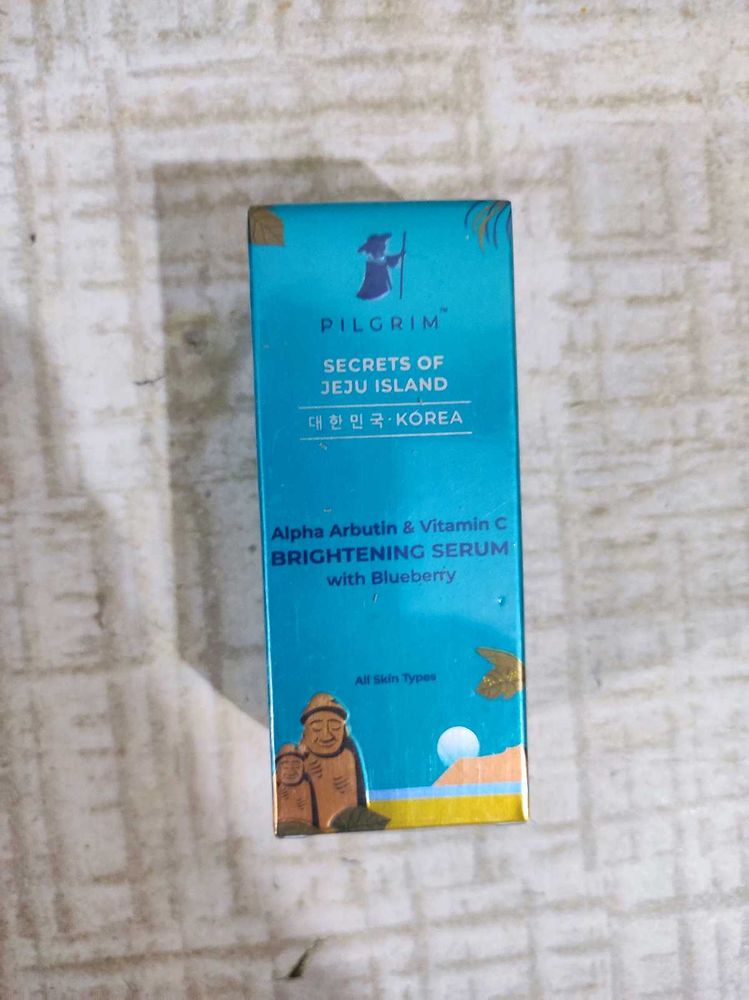 PILGRIM™
SECRETS OF
JEJU ISLAND
대한민국·KOREA
Alpha Arbutin & Vitamin C
BRIGHTENING SERUM
with Blueberry
All Skin Types